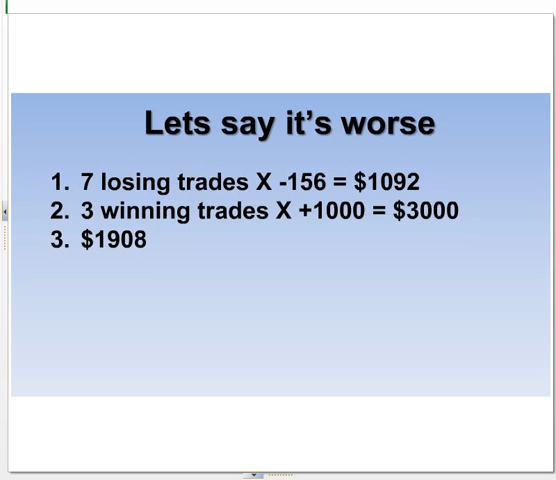 Lets say it's worse
1. 7 losing trades X -156 = $1092
2. 3 winning trades X +1000 = $3000
3. $1908